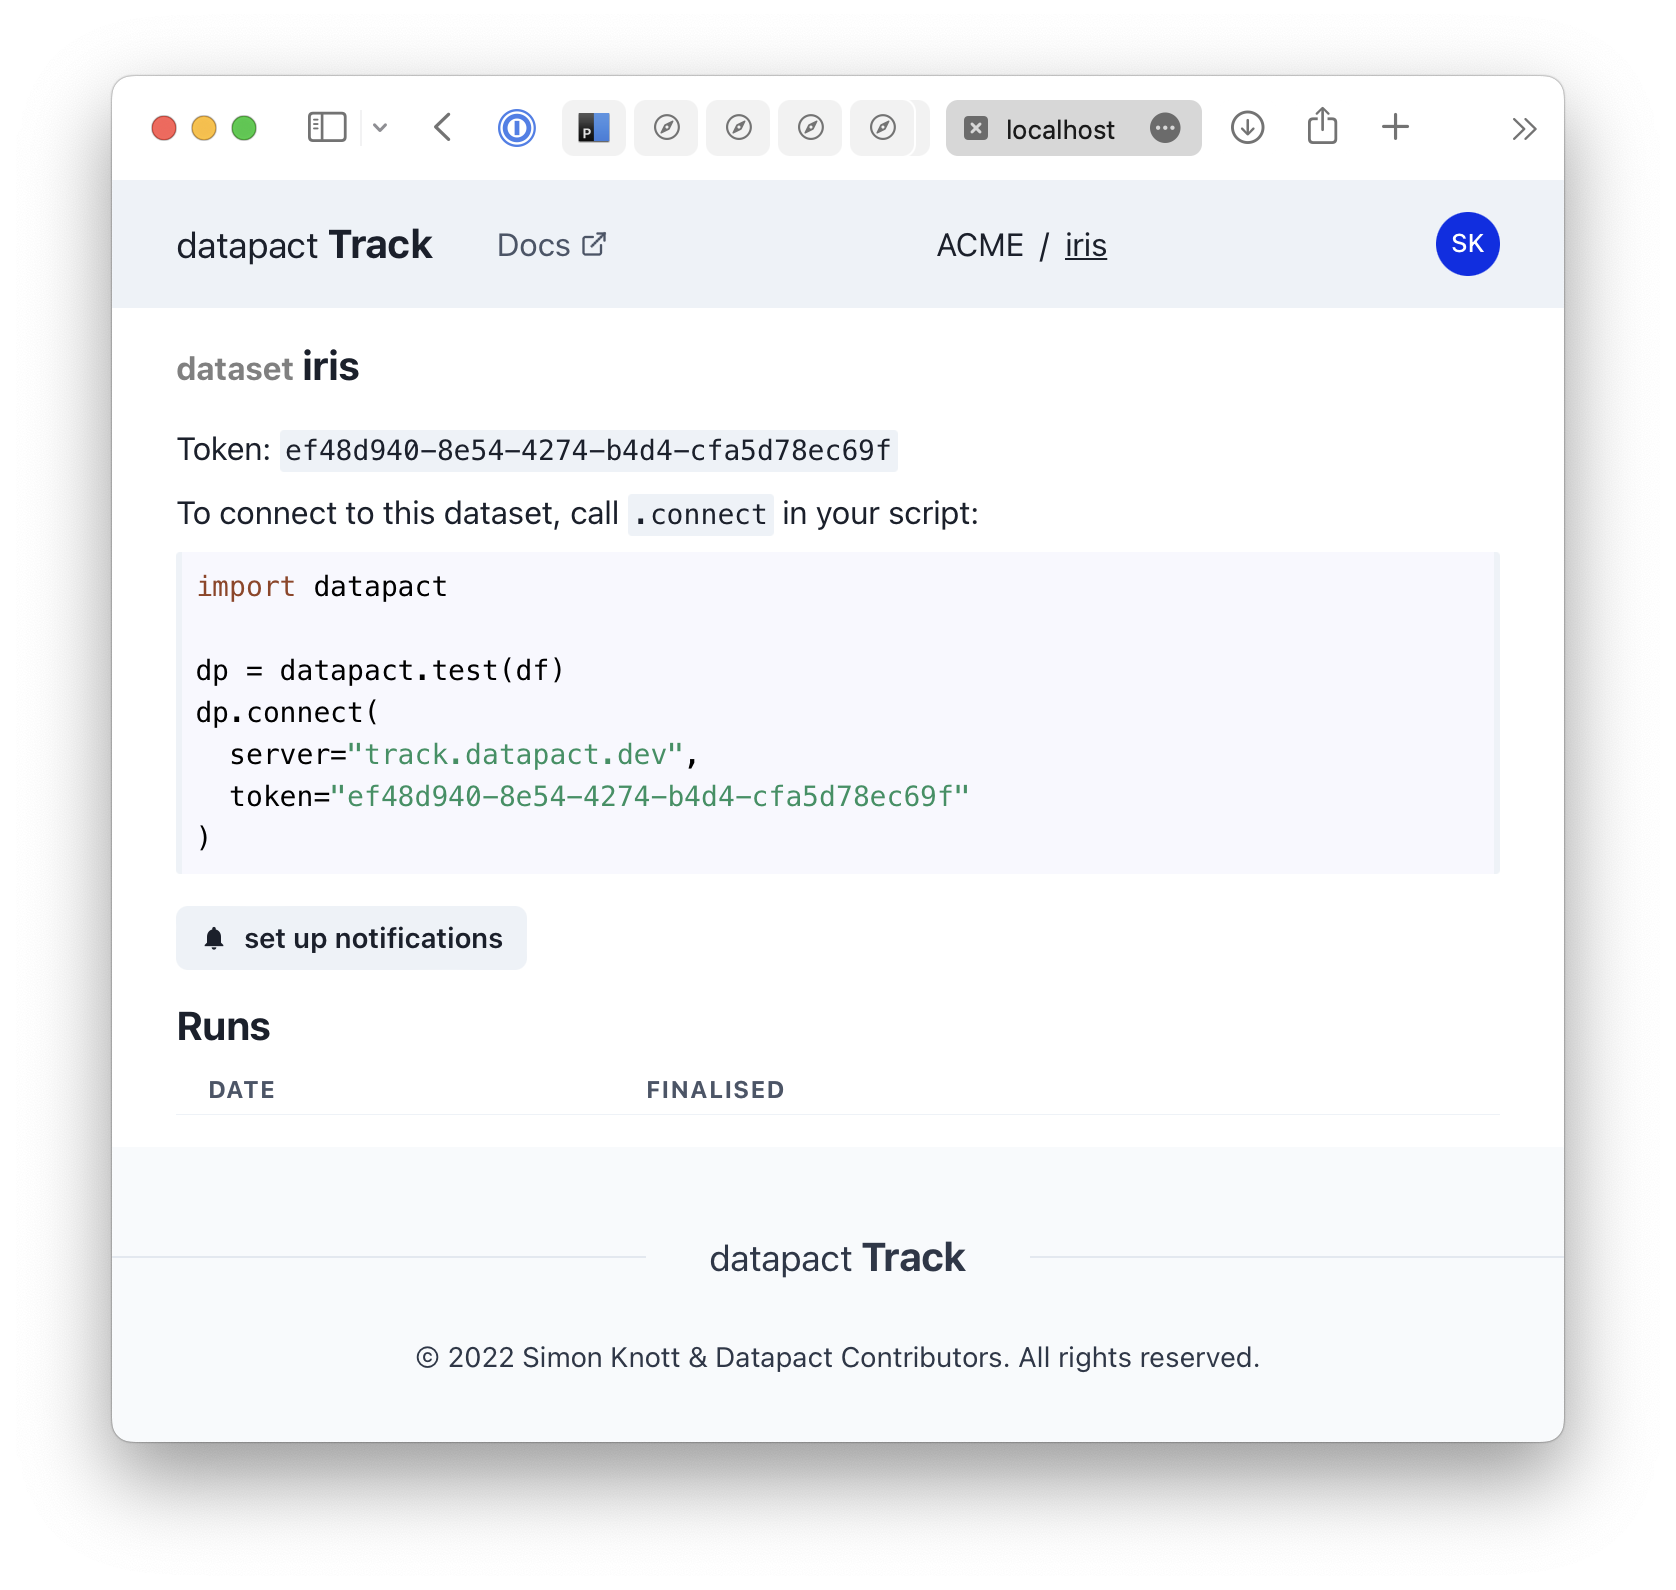 P
localhost
datapact Track Docs ACME / iris SK
dataset iris
Token: ef48d940-8e54-4274-b4d4-cfa5d78ec69f
To connect to this dataset, call .connect in your script:
import datapact
dp = datapact.test(df)
dp.connect(
  server="track.datapact.dev",
  token="ef48d940-8e54-4274-b4d4-cfa5d78ec69f"
)
set up notifications
Runs
DATE FINALISED
datapact Track
© 2022 Simon Knott & Datapact Contributors. All rights reserved.